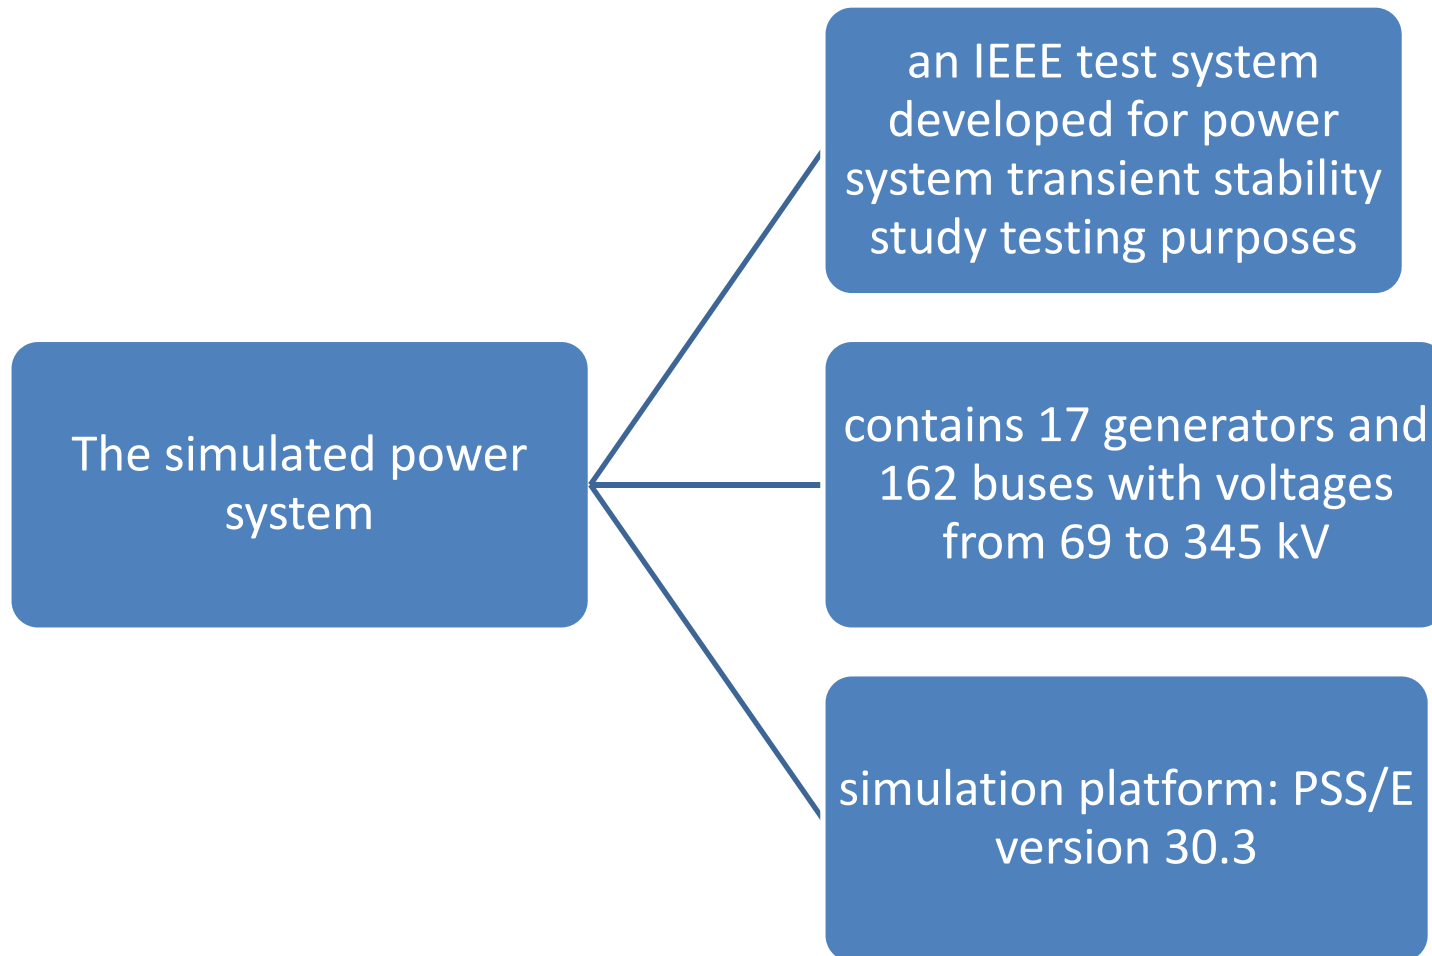 The simulated power
system
an IEEE test system
developed for power
system transient stability
study testing purposes
contains 17 generators and
162 buses with voltages
from 69 to 345 kV
simulation platform: PSS/E
version 30.3